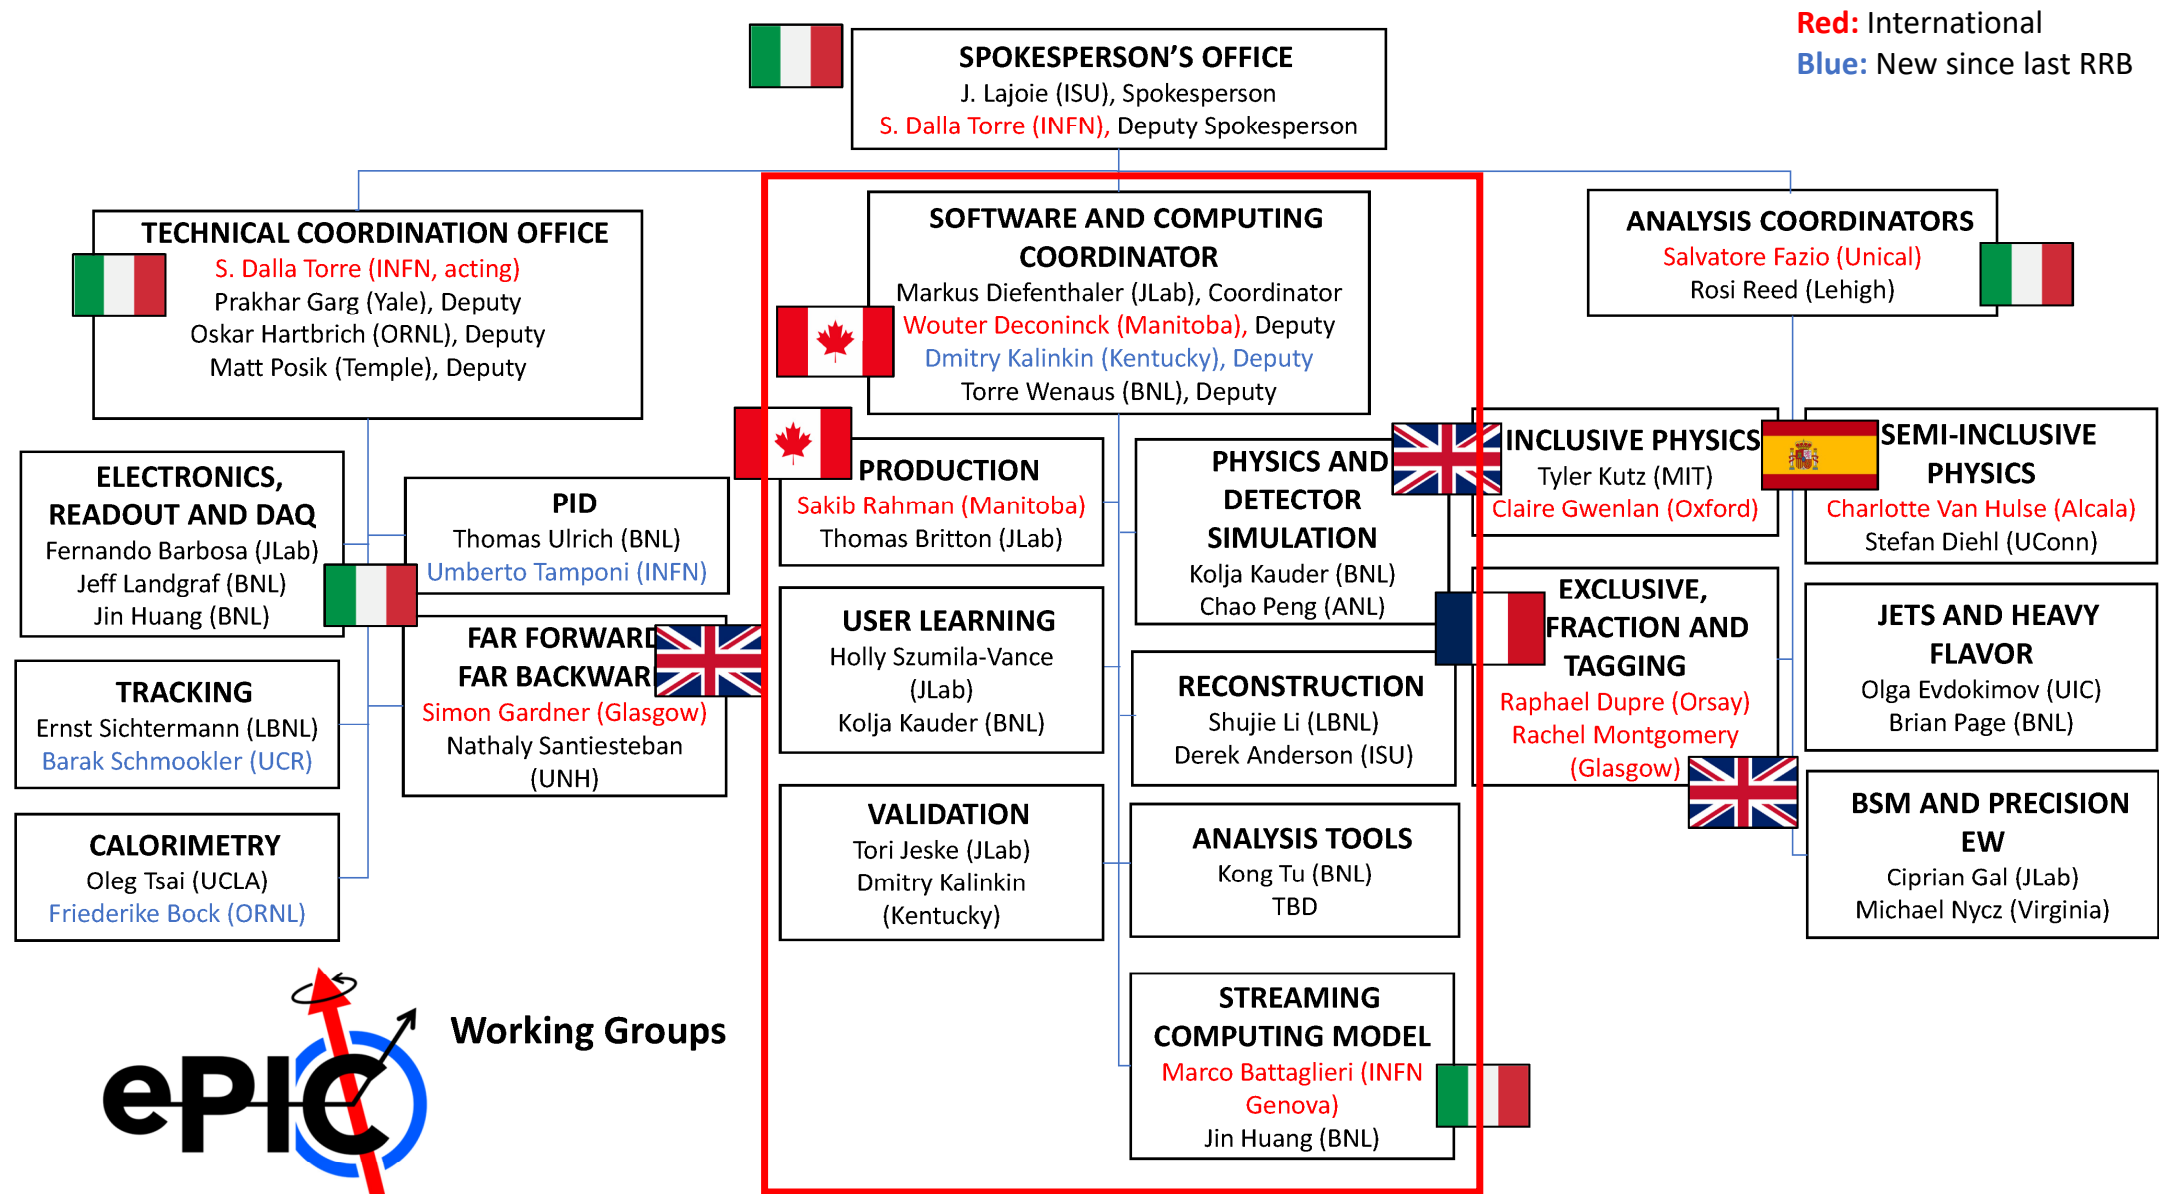 Red: International
Blue: New since last RRB
SPOKESPERSON'S OFFICE
J. Lajoie (ISU), Spokesperson
S. Dalla Torre (INFN), Deputy Spokesperson
TECHNICAL COORDINATION OFFICE
S. Dalla Torre (INFN, acting)
Prakhar Garg (Yale), Deputy
Oskar Hartbrich (ORNL), Deputy
Matt Posik (Temple), Deputy
ELECTRONICS,
READOUT AND DAQ
Fernando Barbosa (JLab)
Jeff Landgraf (BNL)
Jin Huang (BNL)
PID
Thomas Ulrich (BNL)
Umberto Tamponi (INFN)
FAR FORWARD
FAR BACKWAR
Simon Gardner (Glasgow)
Nathaly Santiesteban
(UNH)
TRACKING
Ernst Sichtermann (LBNL)
Barak Schmookler (UCR)
CALORIMETRY
Oleg Tsai (UCLA)
Friederike Bock (ORNL)
SOFTWARE AND COMPUTING
COORDINATOR
Markus Diefenthaler (JLab), Coordinator
Wouter Deconinck (Manitoba), Deputy
Dmitry Kalinkin (Kentucky), Deputy
Torre Wenaus (BNL), Deputy
PRODUCTION
Sakib Rahman (Manitoba)
Thomas Britton (JLab)
USER LEARNING
Holly Szumila-Vance
(JLab)
Kolja Kauder (BNL)
VALIDATION
Tori Jeske (JLab)
Dmitry Kalinkin
(Kentucky)
PHYSICS AND
DETECTOR
SIMULATION
Kolja Kauder (BNL)
Chao Peng (ANL)
RECONSTRUCTION
Shujie Li (LBNL)
Derek Anderson (ISU)
ANALYSIS TOOLS
Kong Tu (BNL)
TBD
STREAMING
COMPUTING MODEL
Marco Battaglieri (INFN
Genova)
Jin Huang (BNL)
ANALYSIS COORDINATORS
Salvatore Fazio (Unical)
Rosi Reed (Lehigh)
INCLUSIVE PHYSICS
Tyler Kutz (MIT)
Claire Gwenlan (Oxford)
EXCLUSIVE,
FRACTION AND
TAGGING
Raphael Dupre (Orsay)
Rachel Montgomery
(Glasgow)
SEMI-INCLUSIVE
PHYSICS
Charlotte Van Hulse (Alcala)
Stefan Diehl (UConn)
JETS AND HEAVY
FLAVOR
Olga Evdokimov (UIC)
Brian Page (BNL)
BSM AND PRECISION
EW
Ciprian Gal (JLab)
Michael Nycz (Virginia)
ePIC
Working Groups